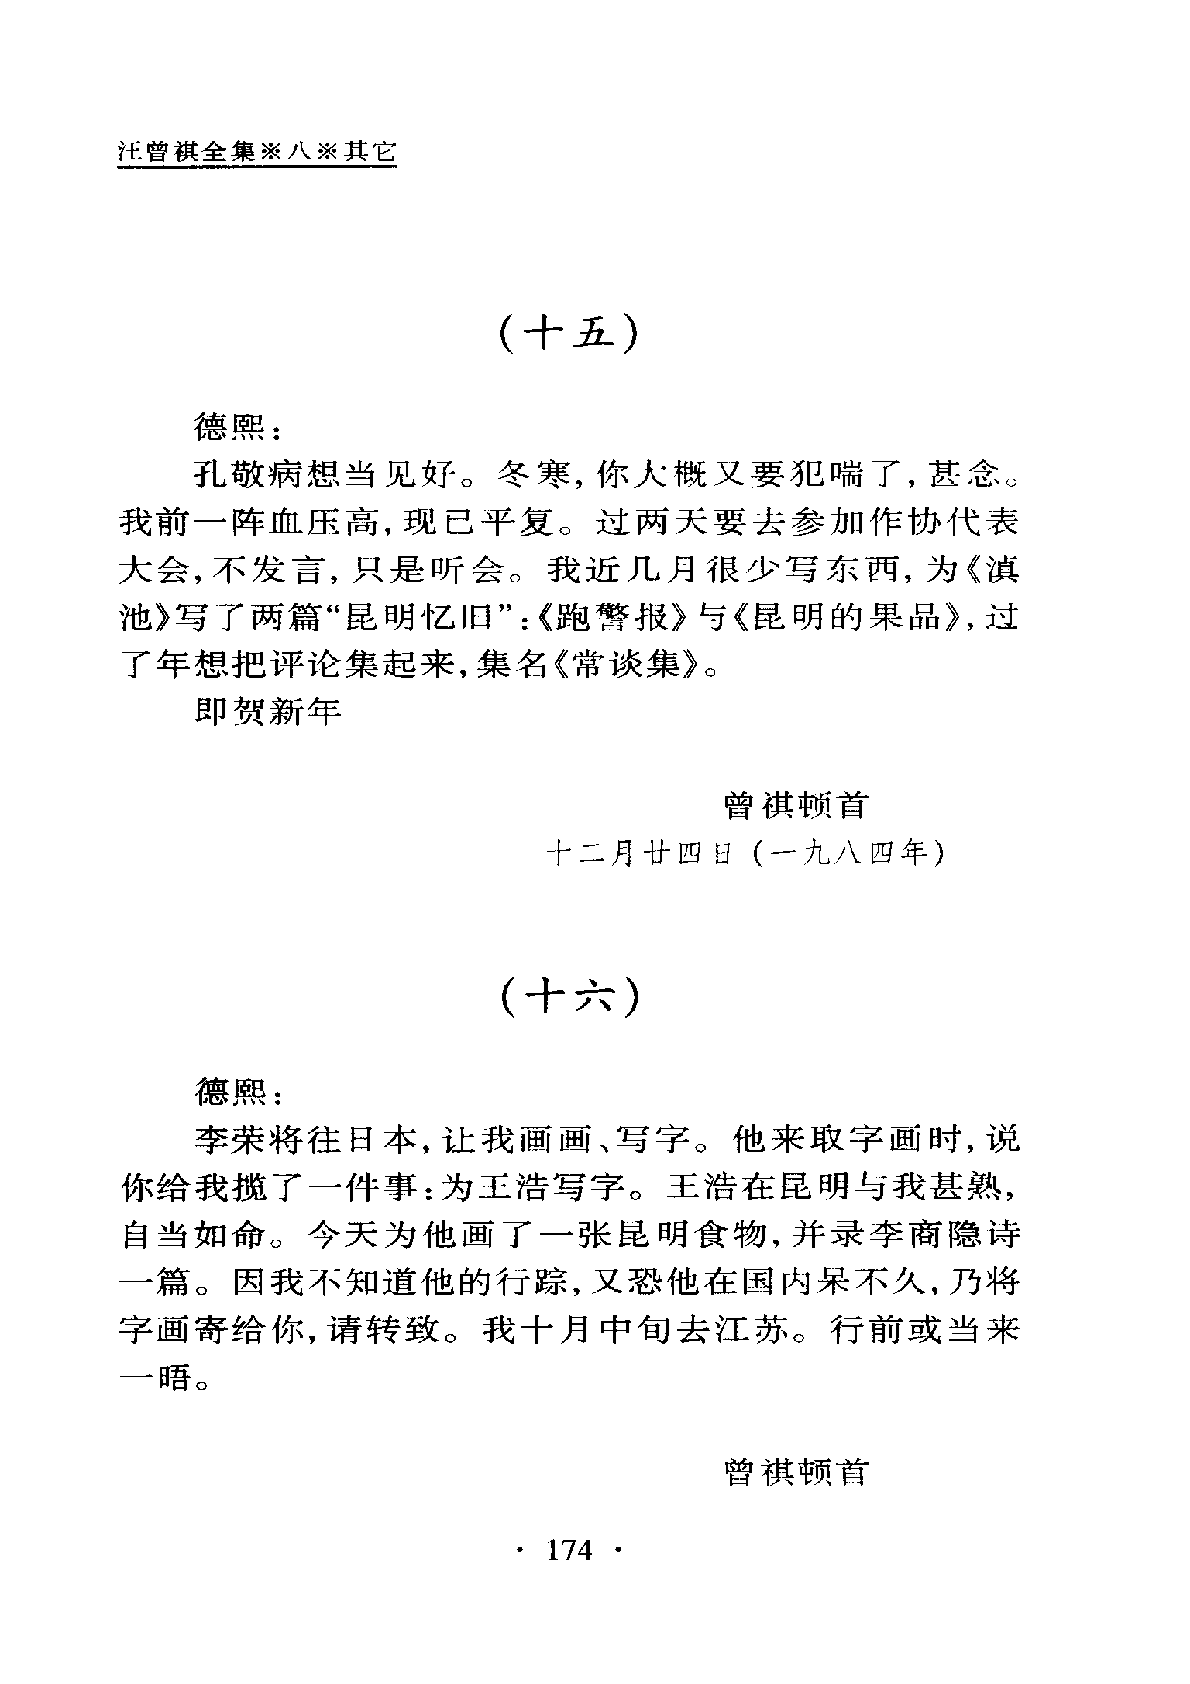 汪曾祺全集※八※其它
(十五)
德熙:
孔敬病想当见好。冬寒,你大概又要犯喘了,甚念。
我前一阵血压高,现已平复。过两天要去参加作协代表
大会,不发言,只是听会。我近几月很少写东西,为《滇
池》写了两篇“昆明忆旧”:《跑警报》与《昆明的果品》,过
了年想把评论集起来,集名《常谈集》。
即贺新年
曾祺顿首
十二月廿四日(一九八四年)
(十六)
德熙:
李荣将往日本,让我画画、写字。他来取字画时,说
你给我揽了一件事:为王浩写字。王浩在昆明与我甚熟,
自当如命。今天为他画了一张昆明食物,并录李商隐诗
一篇。因我不知道他的行踪,又恐他在国内呆不久,乃将
字画寄给你,请转致。我十月中旬去江苏。行前或当来
一晤。
曾祺顿首
· 174 ·